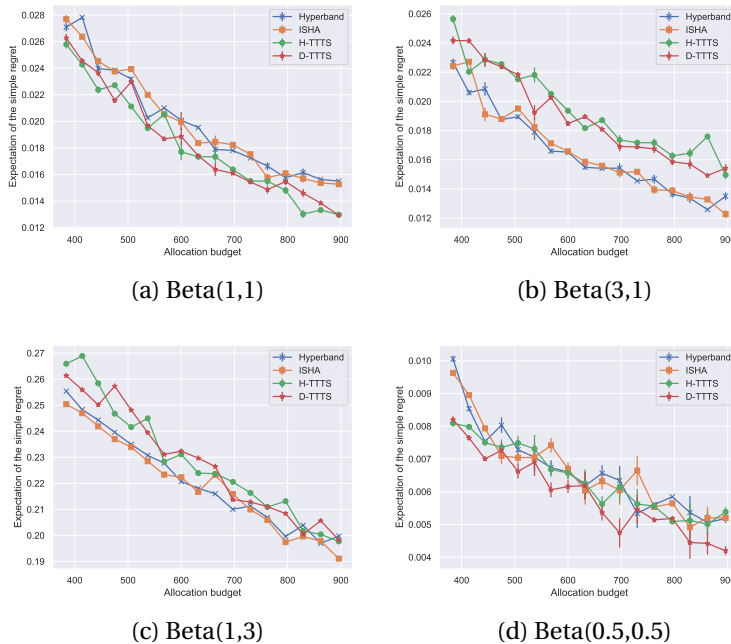 Expectation of the simple regret
0.028
0.026
0.024
0.022
0.020
0.018
0.016
0.014
0.012
400 500 600 700 800 900
Allocation budget
Hyperband
ISHA
H-TTTS
D-TTTS
(a) Beta(1,1)
Expectation of the simple regret
0.026
0.024
0.022
0.020
0.018
0.016
0.014
0.012
400 500 600 700 800 900
Allocation budget
Hyperband
ISHA
H-TTTS
D-TTTS
(b) Beta(3,1)
Expectation of the simple regret
0.27
0.26
0.25
0.24
0.23
0.22
0.21
0.20
0.19
400 500 600 700 800 900
Allocation budget
Hyperband
ISHA
H-TTTS
D-TTTS
(c) Beta(1,3)
Expectation of the simple regret
0.010
0.009
0.008
0.007
0.006
0.005
0.004
400 500 600 700 800 900
Allocation budget
Hyperband
ISHA
H-TTTS
D-TTTS
(d) Beta(0.5,0.5)